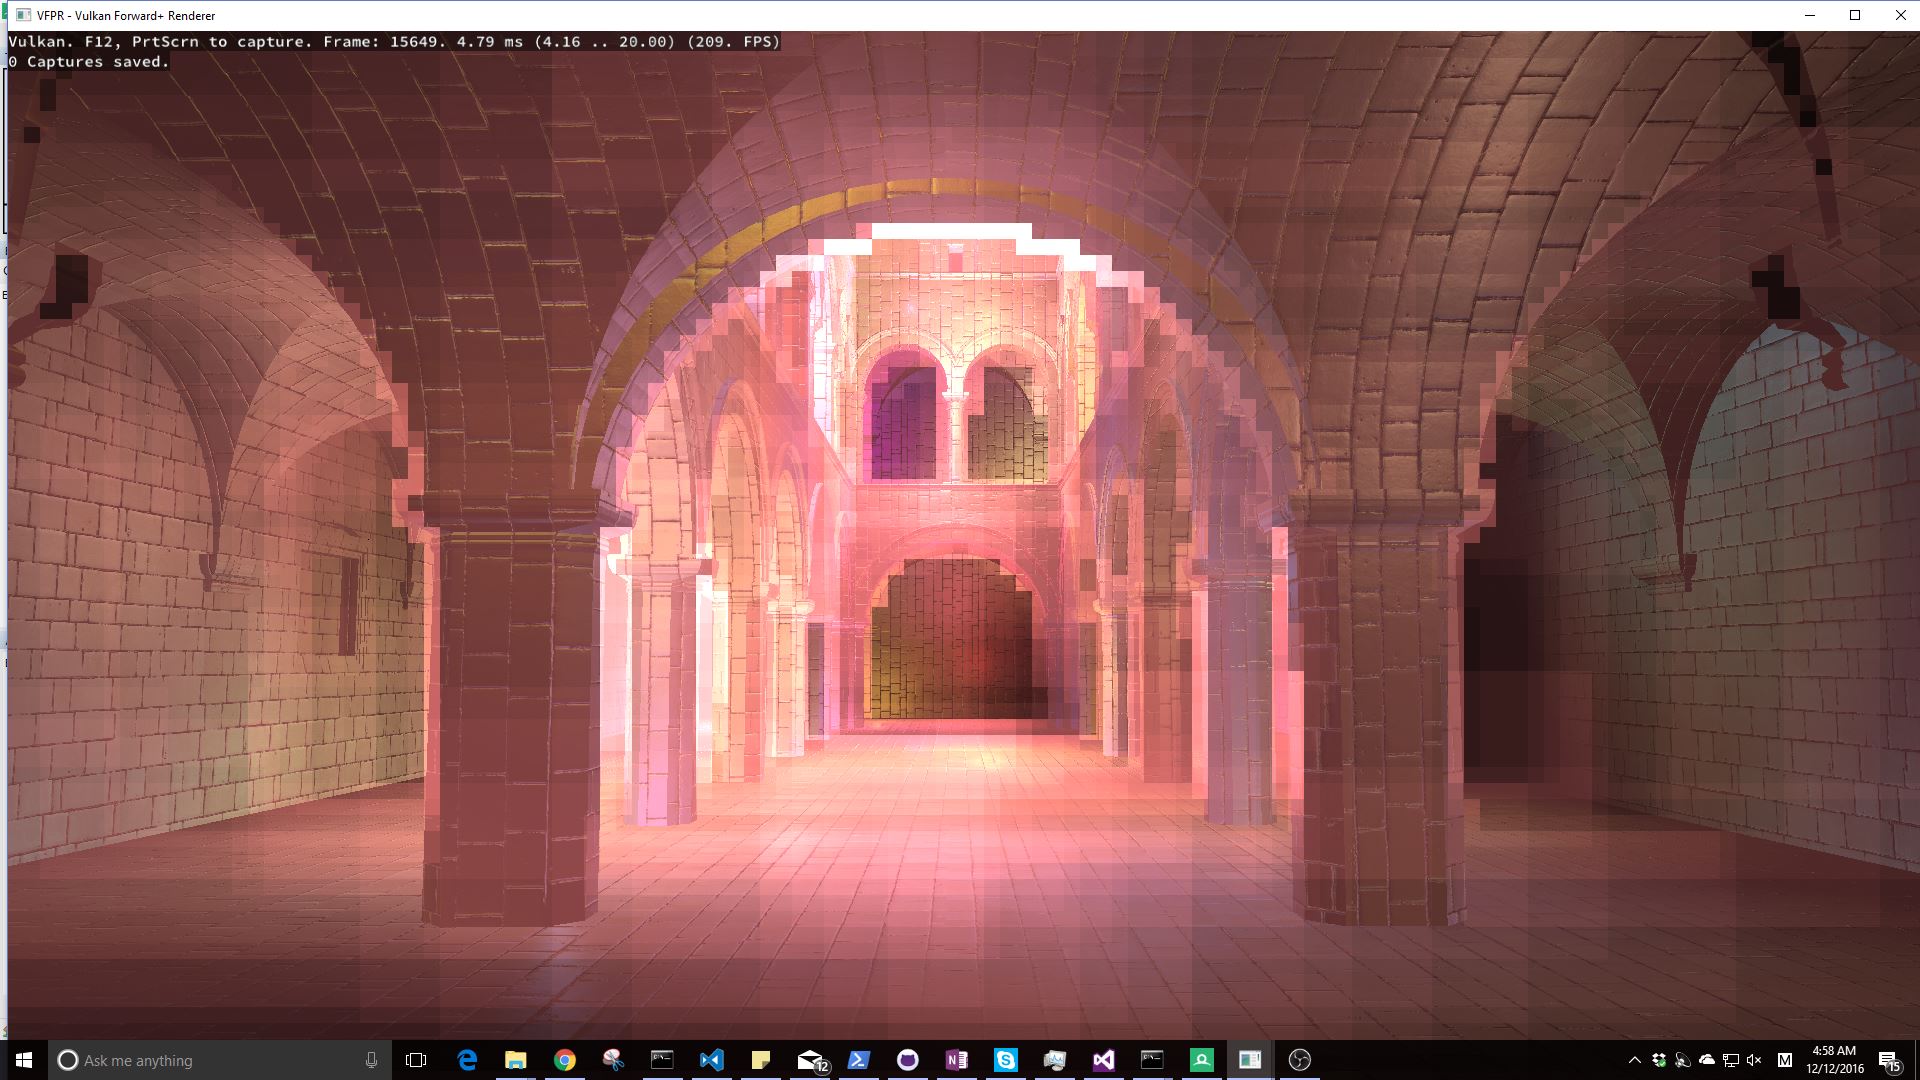 VFPR - Vulkan Forward+ Renderer
Vulkan. F12, PrtScrn to capture. Frame: 15649. 4.79 ms (4.16 .. 20.00) (209. FPS)
0 Captures saved.
Ask me anything
12
N
S
M
4:58 AM
12/12/2016
15